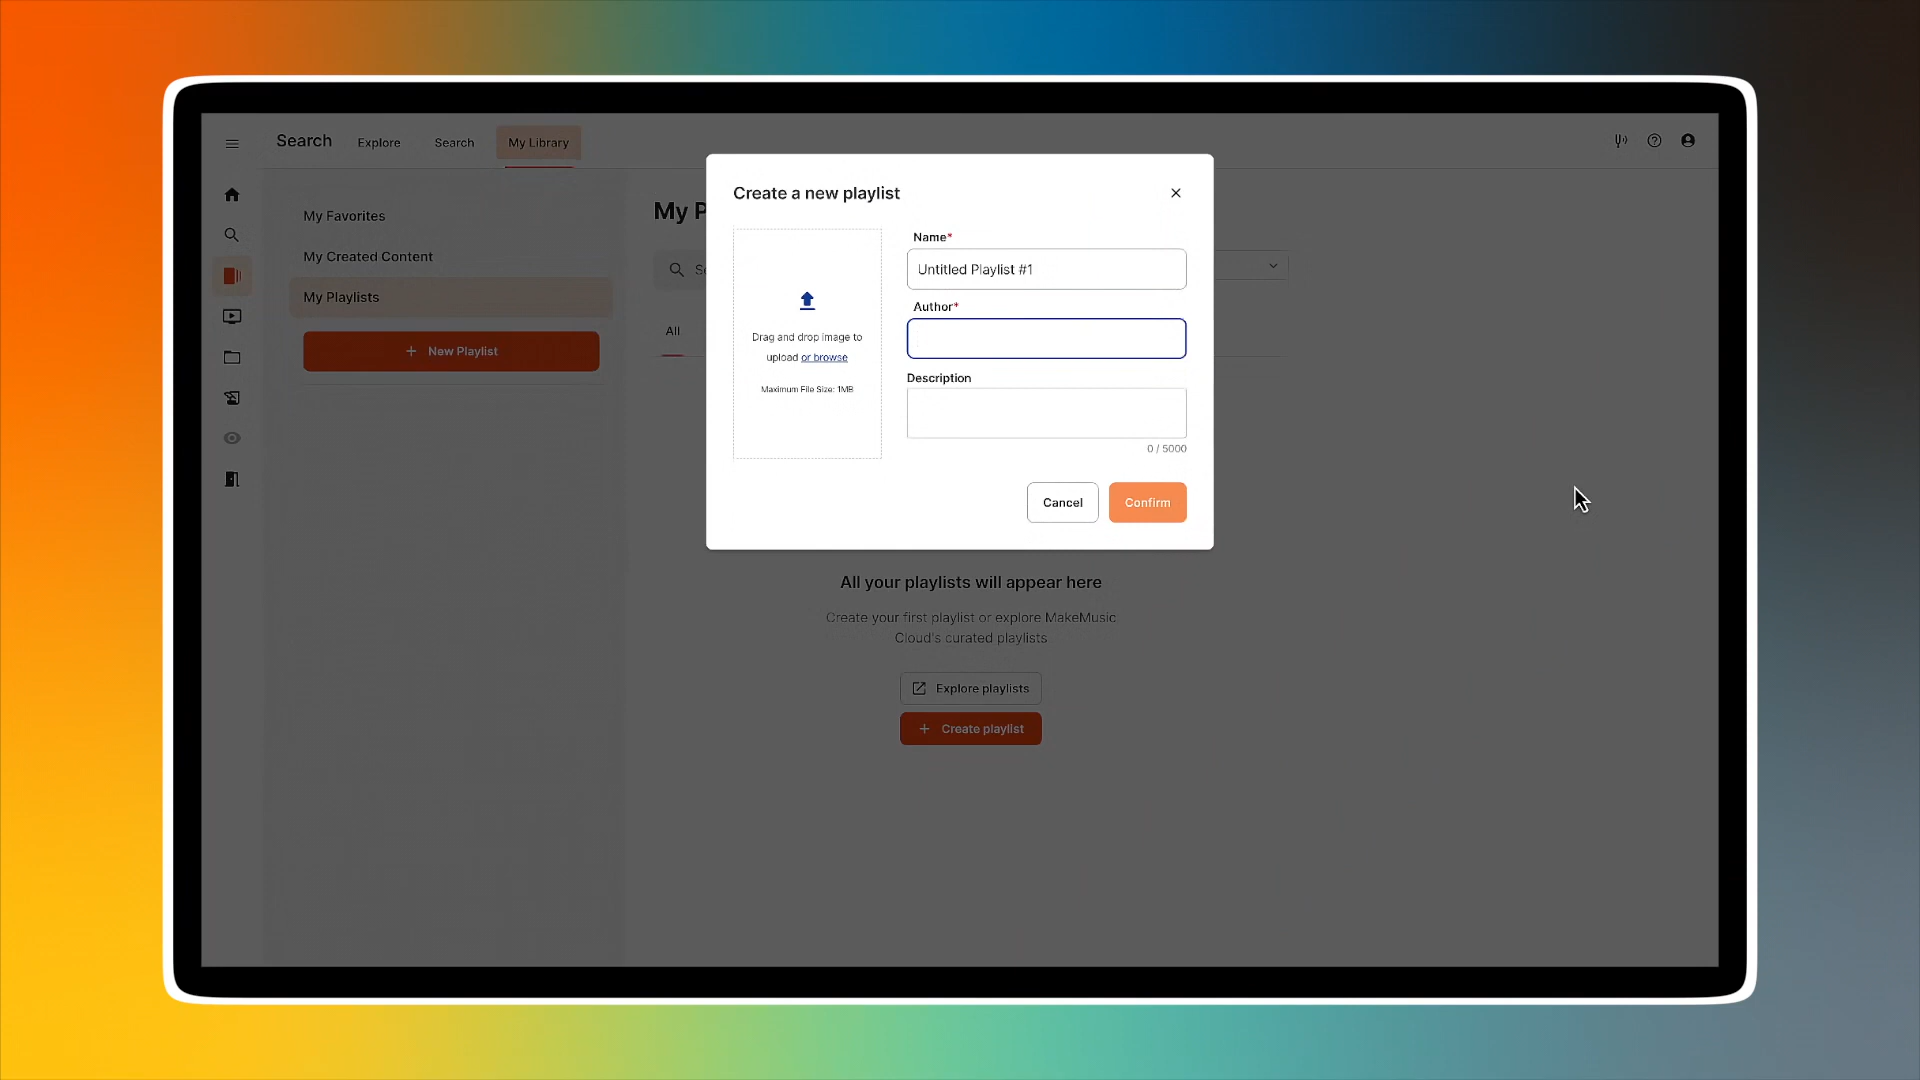 Search
Explore
Search
My Library
My Favorites
My Created Content
My Playlists
+ New Playlist
My P
All
Create a new playlist
Drag and drop image to
upload or browse
Maximum File Size: 1MB
Name*
Untitled Playlist #1
Author*
Description
0 / 5000
Cancel
Confirm
All your playlists will appear here
Create your first playlist or explore MakeMusic
Cloud's curated playlists
Explore playlists
+ Create playlist